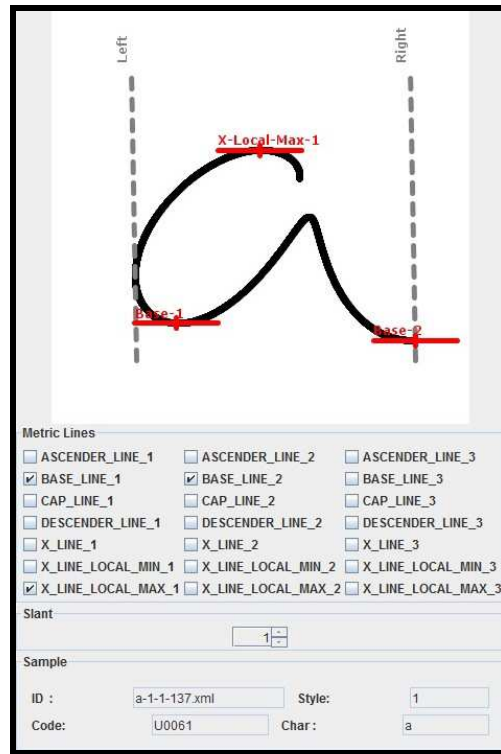 Left
Right
X-Local-Max-1
Base-1
Base-2
Metric Lines
ASCENDER_LINE_1 ASCENDER_LINE_2 ASCENDER_LINE_3
BASE_LINE_1 BASE_LINE_2 BASE_LINE_3
CAP_LINE_1 CAP_LINE_2 CAP_LINE_3
DESCENDER_LINE_1 DESCENDER_LINE_2 DESCENDER_LINE_3
X_LINE_1 X_LINE_2 X_LINE_3
X_LINE_LOCAL_MIN_1 X_LINE_LOCAL_MIN_2 X_LINE_LOCAL_MIN_3
X_LINE_LOCAL_MAX_1 X_LINE_LOCAL_MAX_2 X_LINE_LOCAL_MAX_3
Slant
1
Sample
ID : a-1-1-137.xml Style: 1
Code: U0061 Char : a